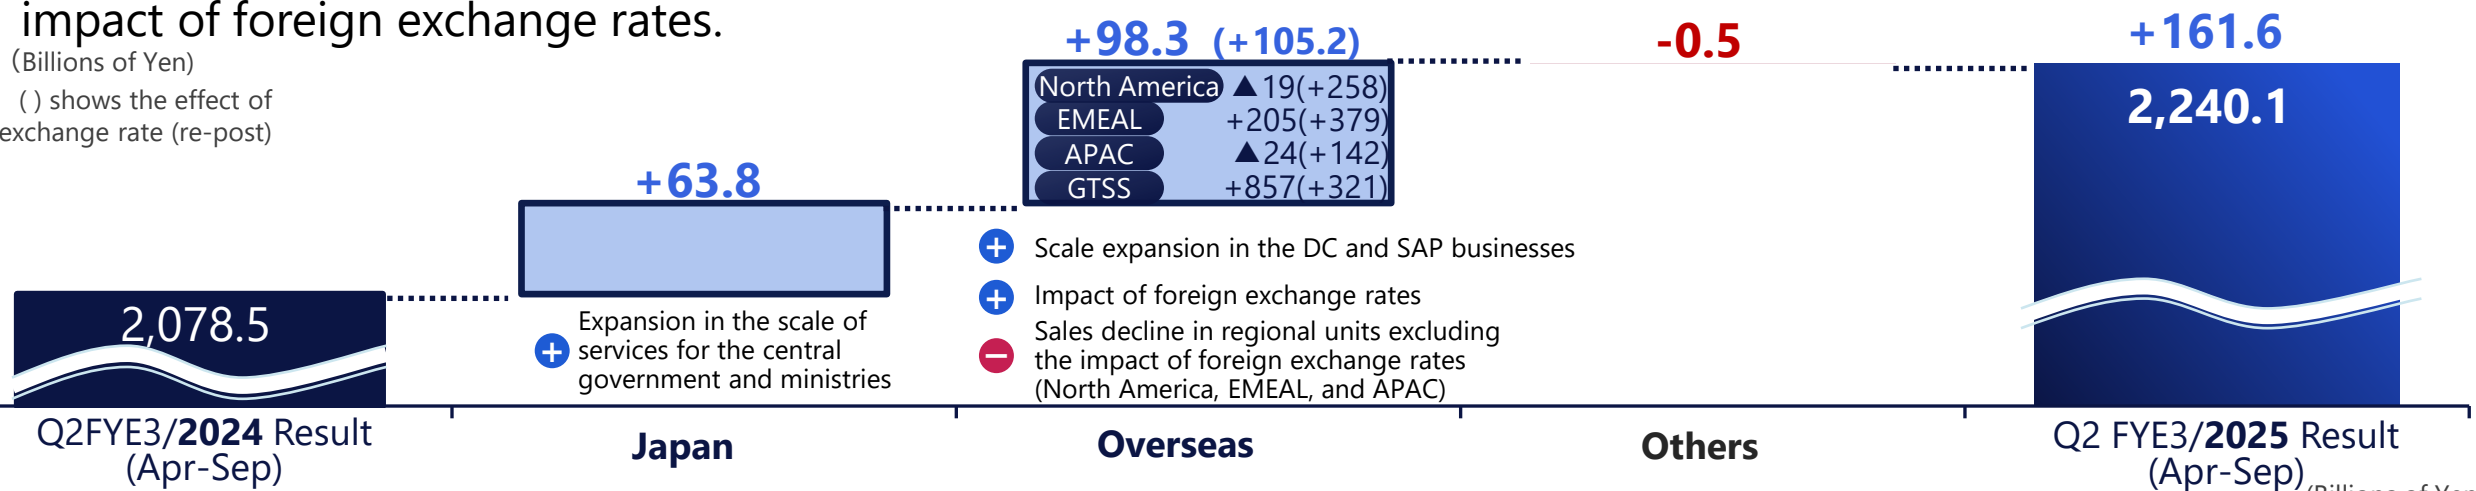 impact of foreign exchange rates.
(Billions of Yen)
( ) shows the effect of
exchange rate (re-post)
2,078.5
Q2FYE3/2024 Result
(Apr-Sep)
+63.8
Expansion in the scale of
services for the central
government and ministries
Japan
+98.3 (+105.2)
North America ▲19(+258)
EMEAL +205(+379)
APAC ▲24(+142)
GTSS +857(+321)
Scale expansion in the DC and SAP businesses
Impact of foreign exchange rates
Sales decline in regional units excluding
the impact of foreign exchange rates
(North America, EMEAL, and APAC)
Overseas
-0.5
Others
+161.6
2,240.1
Q2 FYE3/2025 Result
(Apr-Sep)